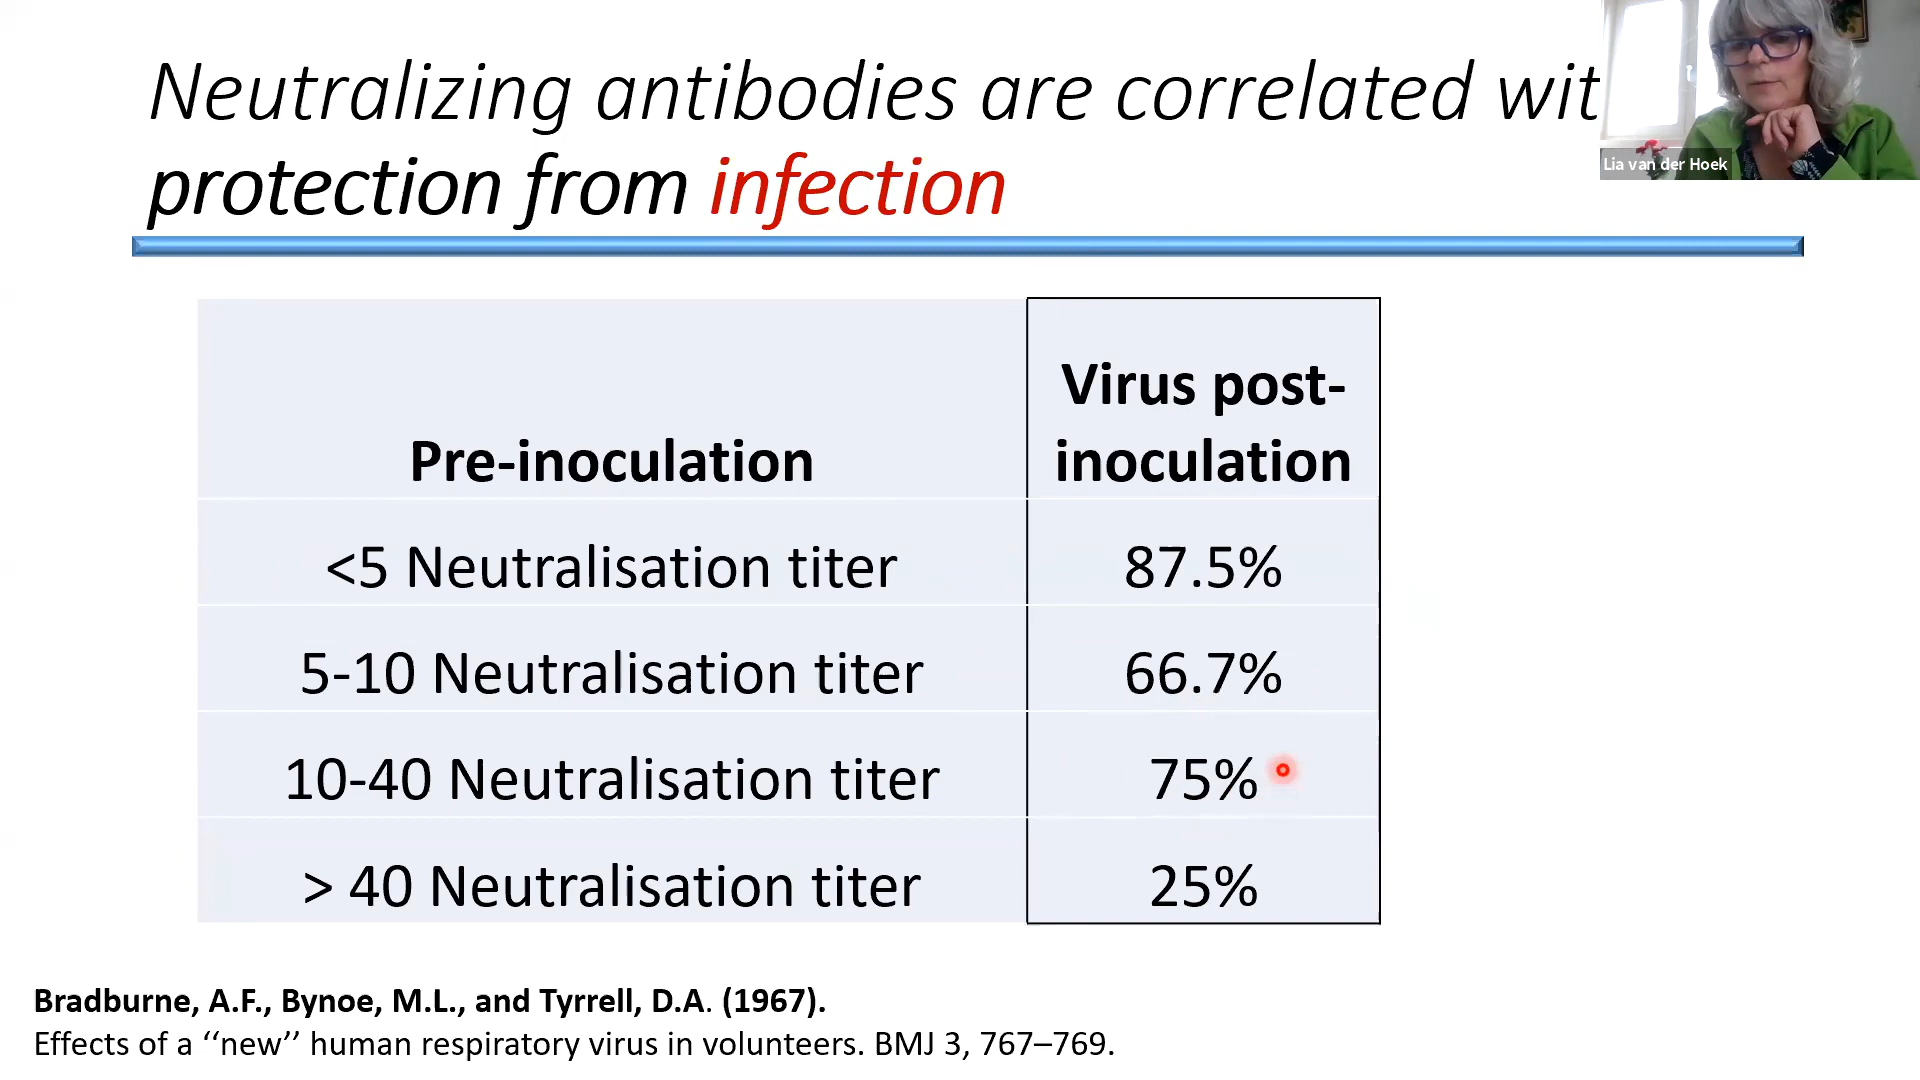 Neutralizing antibodies are correlated wit
protection from infection
Lia van der Hoek
Pre-inoculation
Virus post-
inoculation
<5 Neutralisation titer
87.5%
5-10 Neutralisation titer
66.7%
10-40 Neutralisation titer
75%
> 40 Neutralisation titer
25%
Bradburne, A.F., Bynoe, M.L., and Tyrrell, D.A. (1967).
Effects of a ‘‘new’’ human respiratory virus in volunteers. BMJ 3, 767–769.